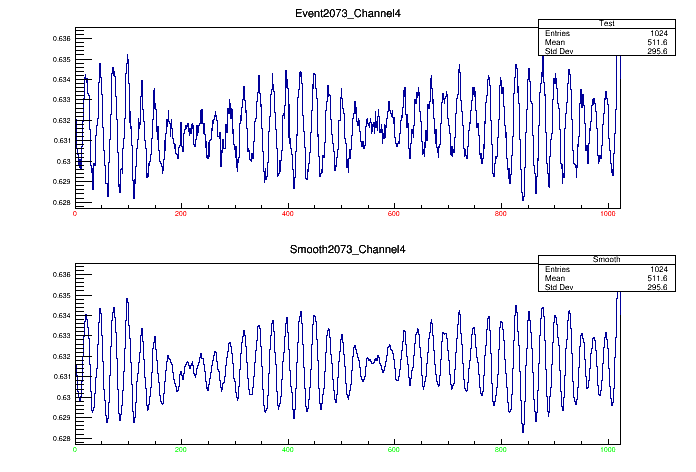 Event2073_Channel4
Test
Entries 1024
Mean 511.6
Std Dev 295.6
0.636
0.635
0.634
0.633
0.632
0.631
0.63
0.629
0.628
0 200 400 600 800 1000
Smooth2073_Channel4
Smooth
Entries 1024
Mean 511.6
Std Dev 295.6
0.636
0.635
0.634
0.633
0.632
0.631
0.63
0.629
0.628
0 200 400 600 800 1000